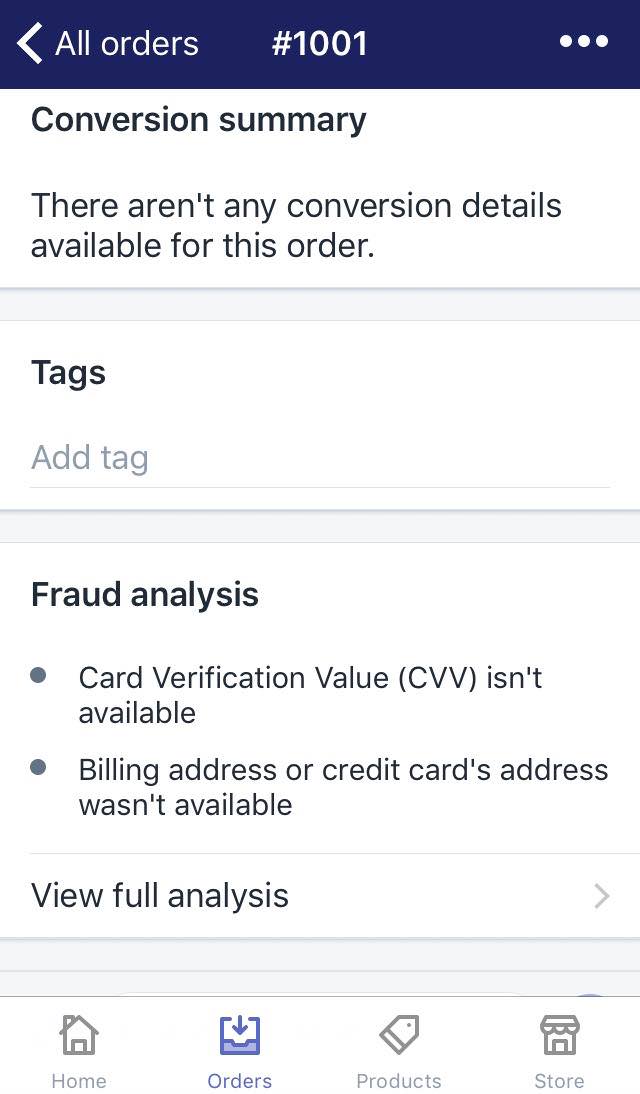 All orders #1001
Conversion summary
There aren't any conversion details
available for this order.
Tags
Add tag
Fraud analysis
Card Verification Value (CVV) isn't
available
Billing address or credit card's address
wasn't available
View full analysis
Home Orders Products Store